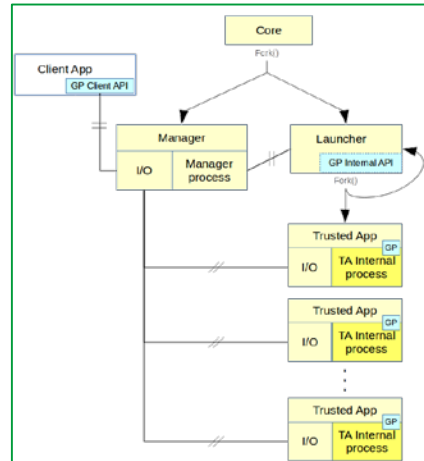 Core
Fork()
Client App
GP Client API
Manager
I/O
Manager
process
Launcher
GP Internal API
Fork()
Trusted App
GP
I/O
TA Internal
process
Trusted App
GP
I/O
TA Internal
process
Trusted App
GP
I/O
TA Internal
process